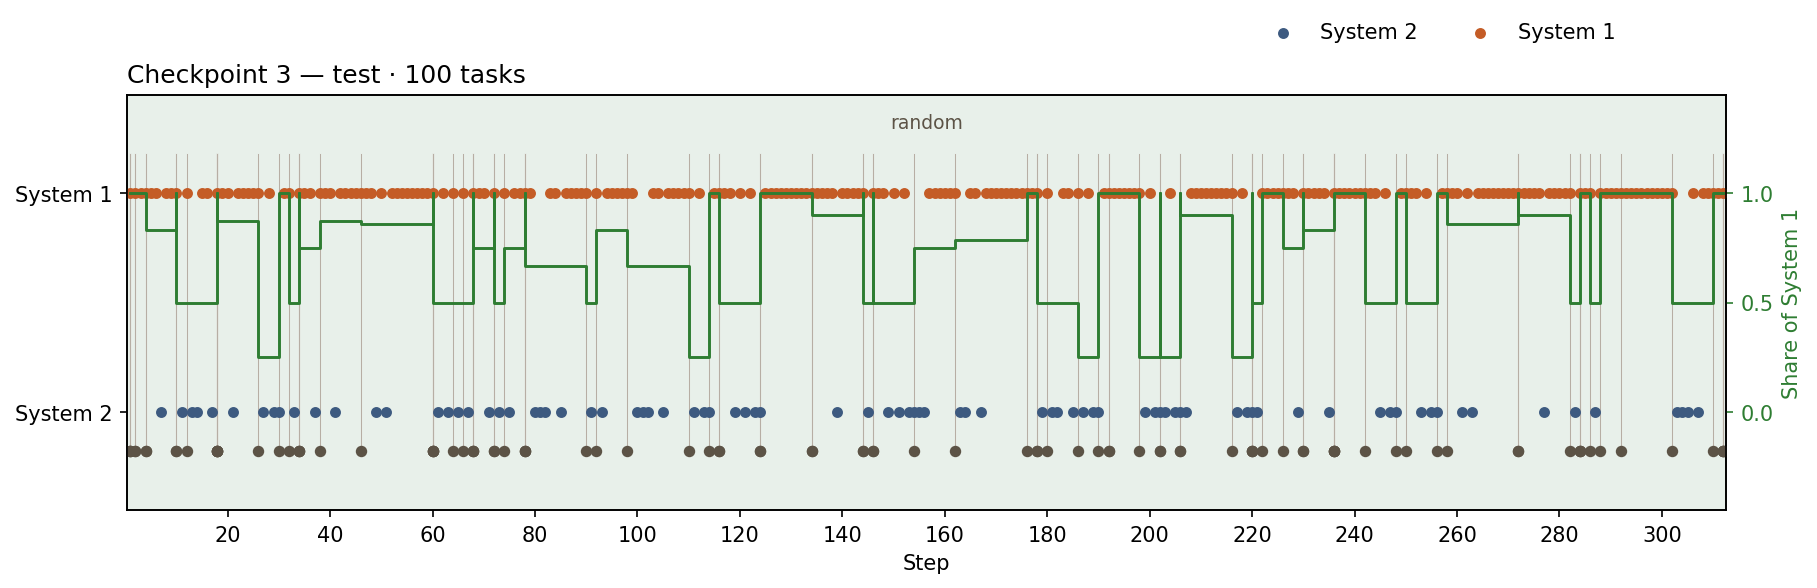 System 2 System 1
Checkpoint 3 — test · 100 tasks
random
System 1
System 2
1.0
0.5
0.0
Share of System 1
20 40 60 80 100 120 140 160 180 200 220 240 260 280 300
Step